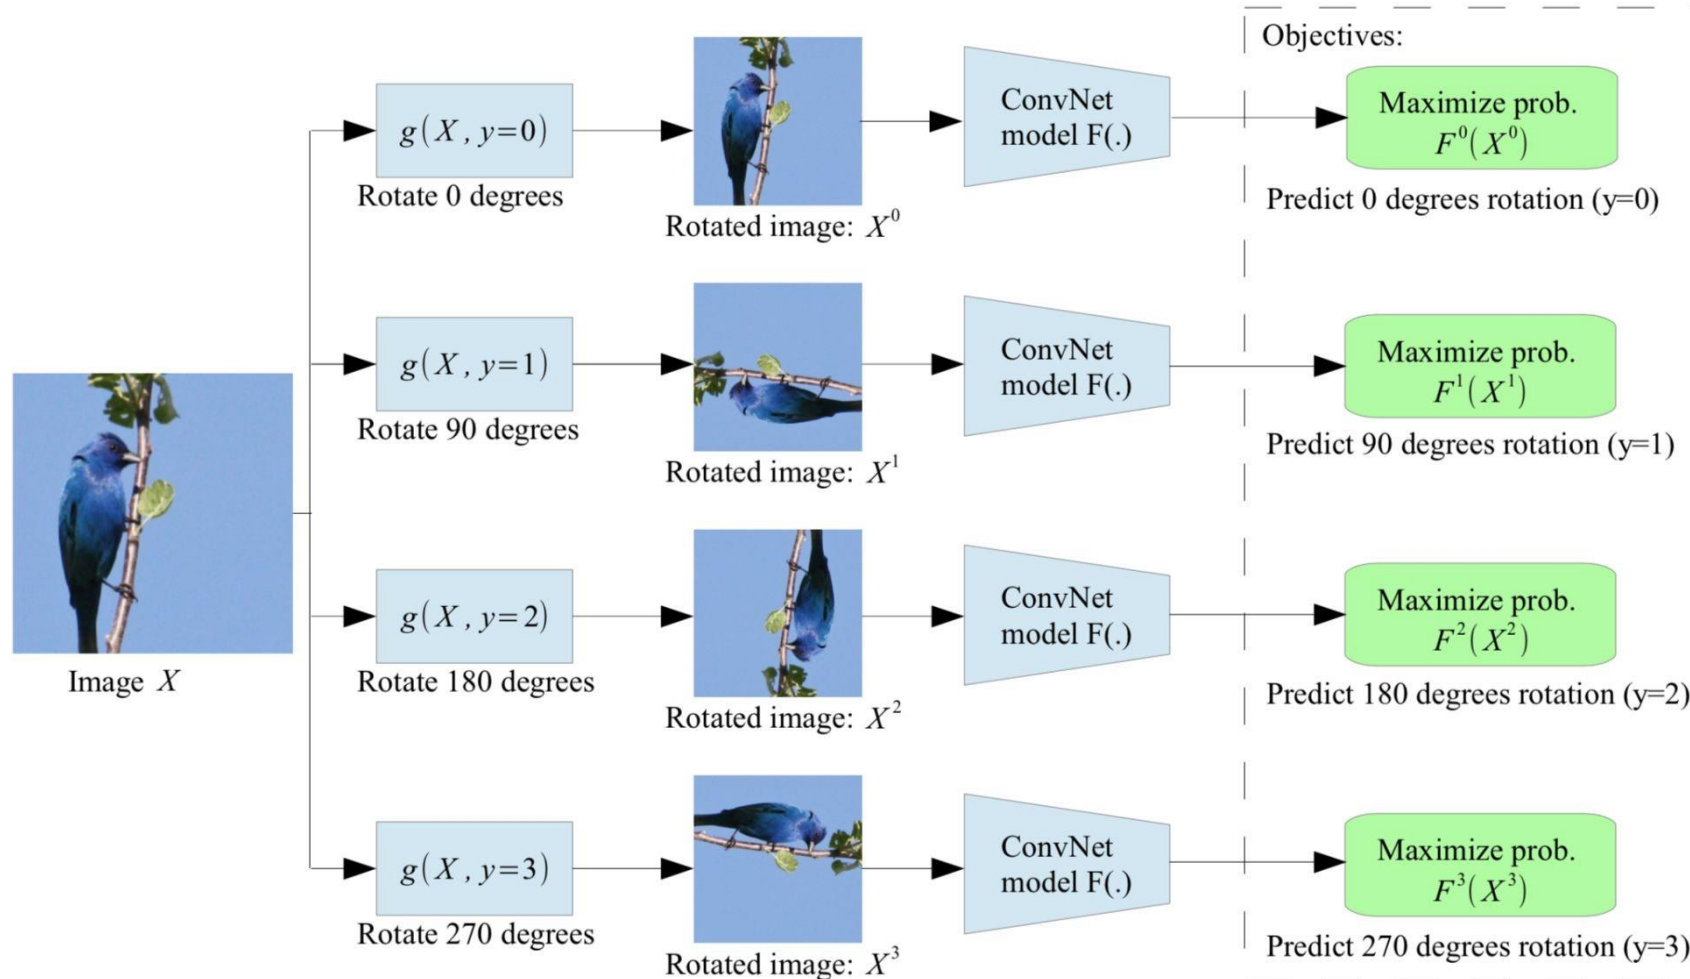 Objectives:
g(X, y=0)
Rotate 0 degrees
Rotated image: X⁰
ConvNet
model F(.)
Maximize prob.
F⁰(X⁰)
Predict 0 degrees rotation (y=0)
g(X, y=1)
Rotate 90 degrees
Rotated image: X¹
ConvNet
model F(.)
Maximize prob.
F¹(X¹)
Predict 90 degrees rotation (y=1)
Image X
g(X, y=2)
Rotate 180 degrees
Rotated image: X²
ConvNet
model F(.)
Maximize prob.
F²(X²)
Predict 180 degrees rotation (y=2)
g(X, y=3)
Rotate 270 degrees
Rotated image: X³
ConvNet
model F(.)
Maximize prob.
F³(X³)
Predict 270 degrees rotation (y=3)